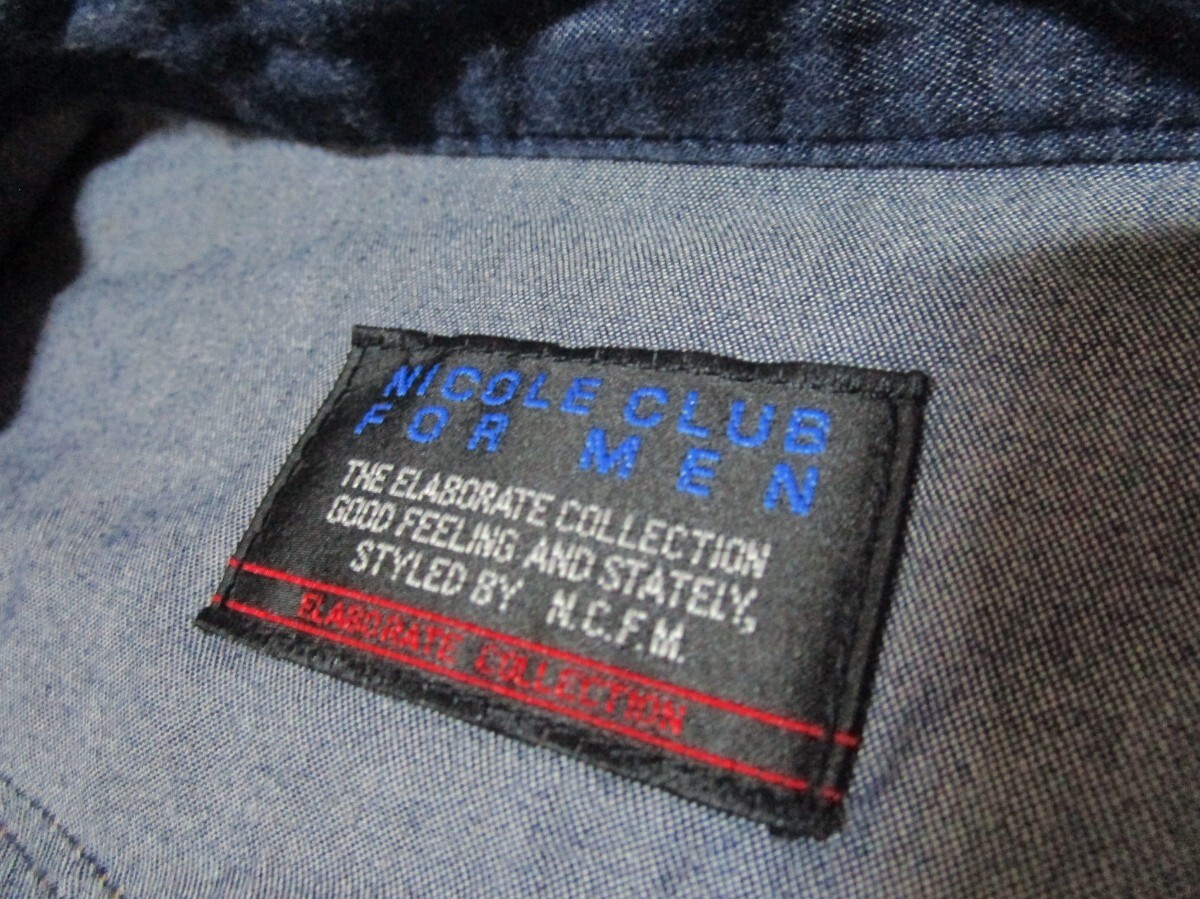 NICOLE CLUB
FOR MEN
THE ELABORATE COLLECTION
GOOD FEELING AND STATELY,
STYLED BY N.C.F.M.
ELABORATE COLLECTION